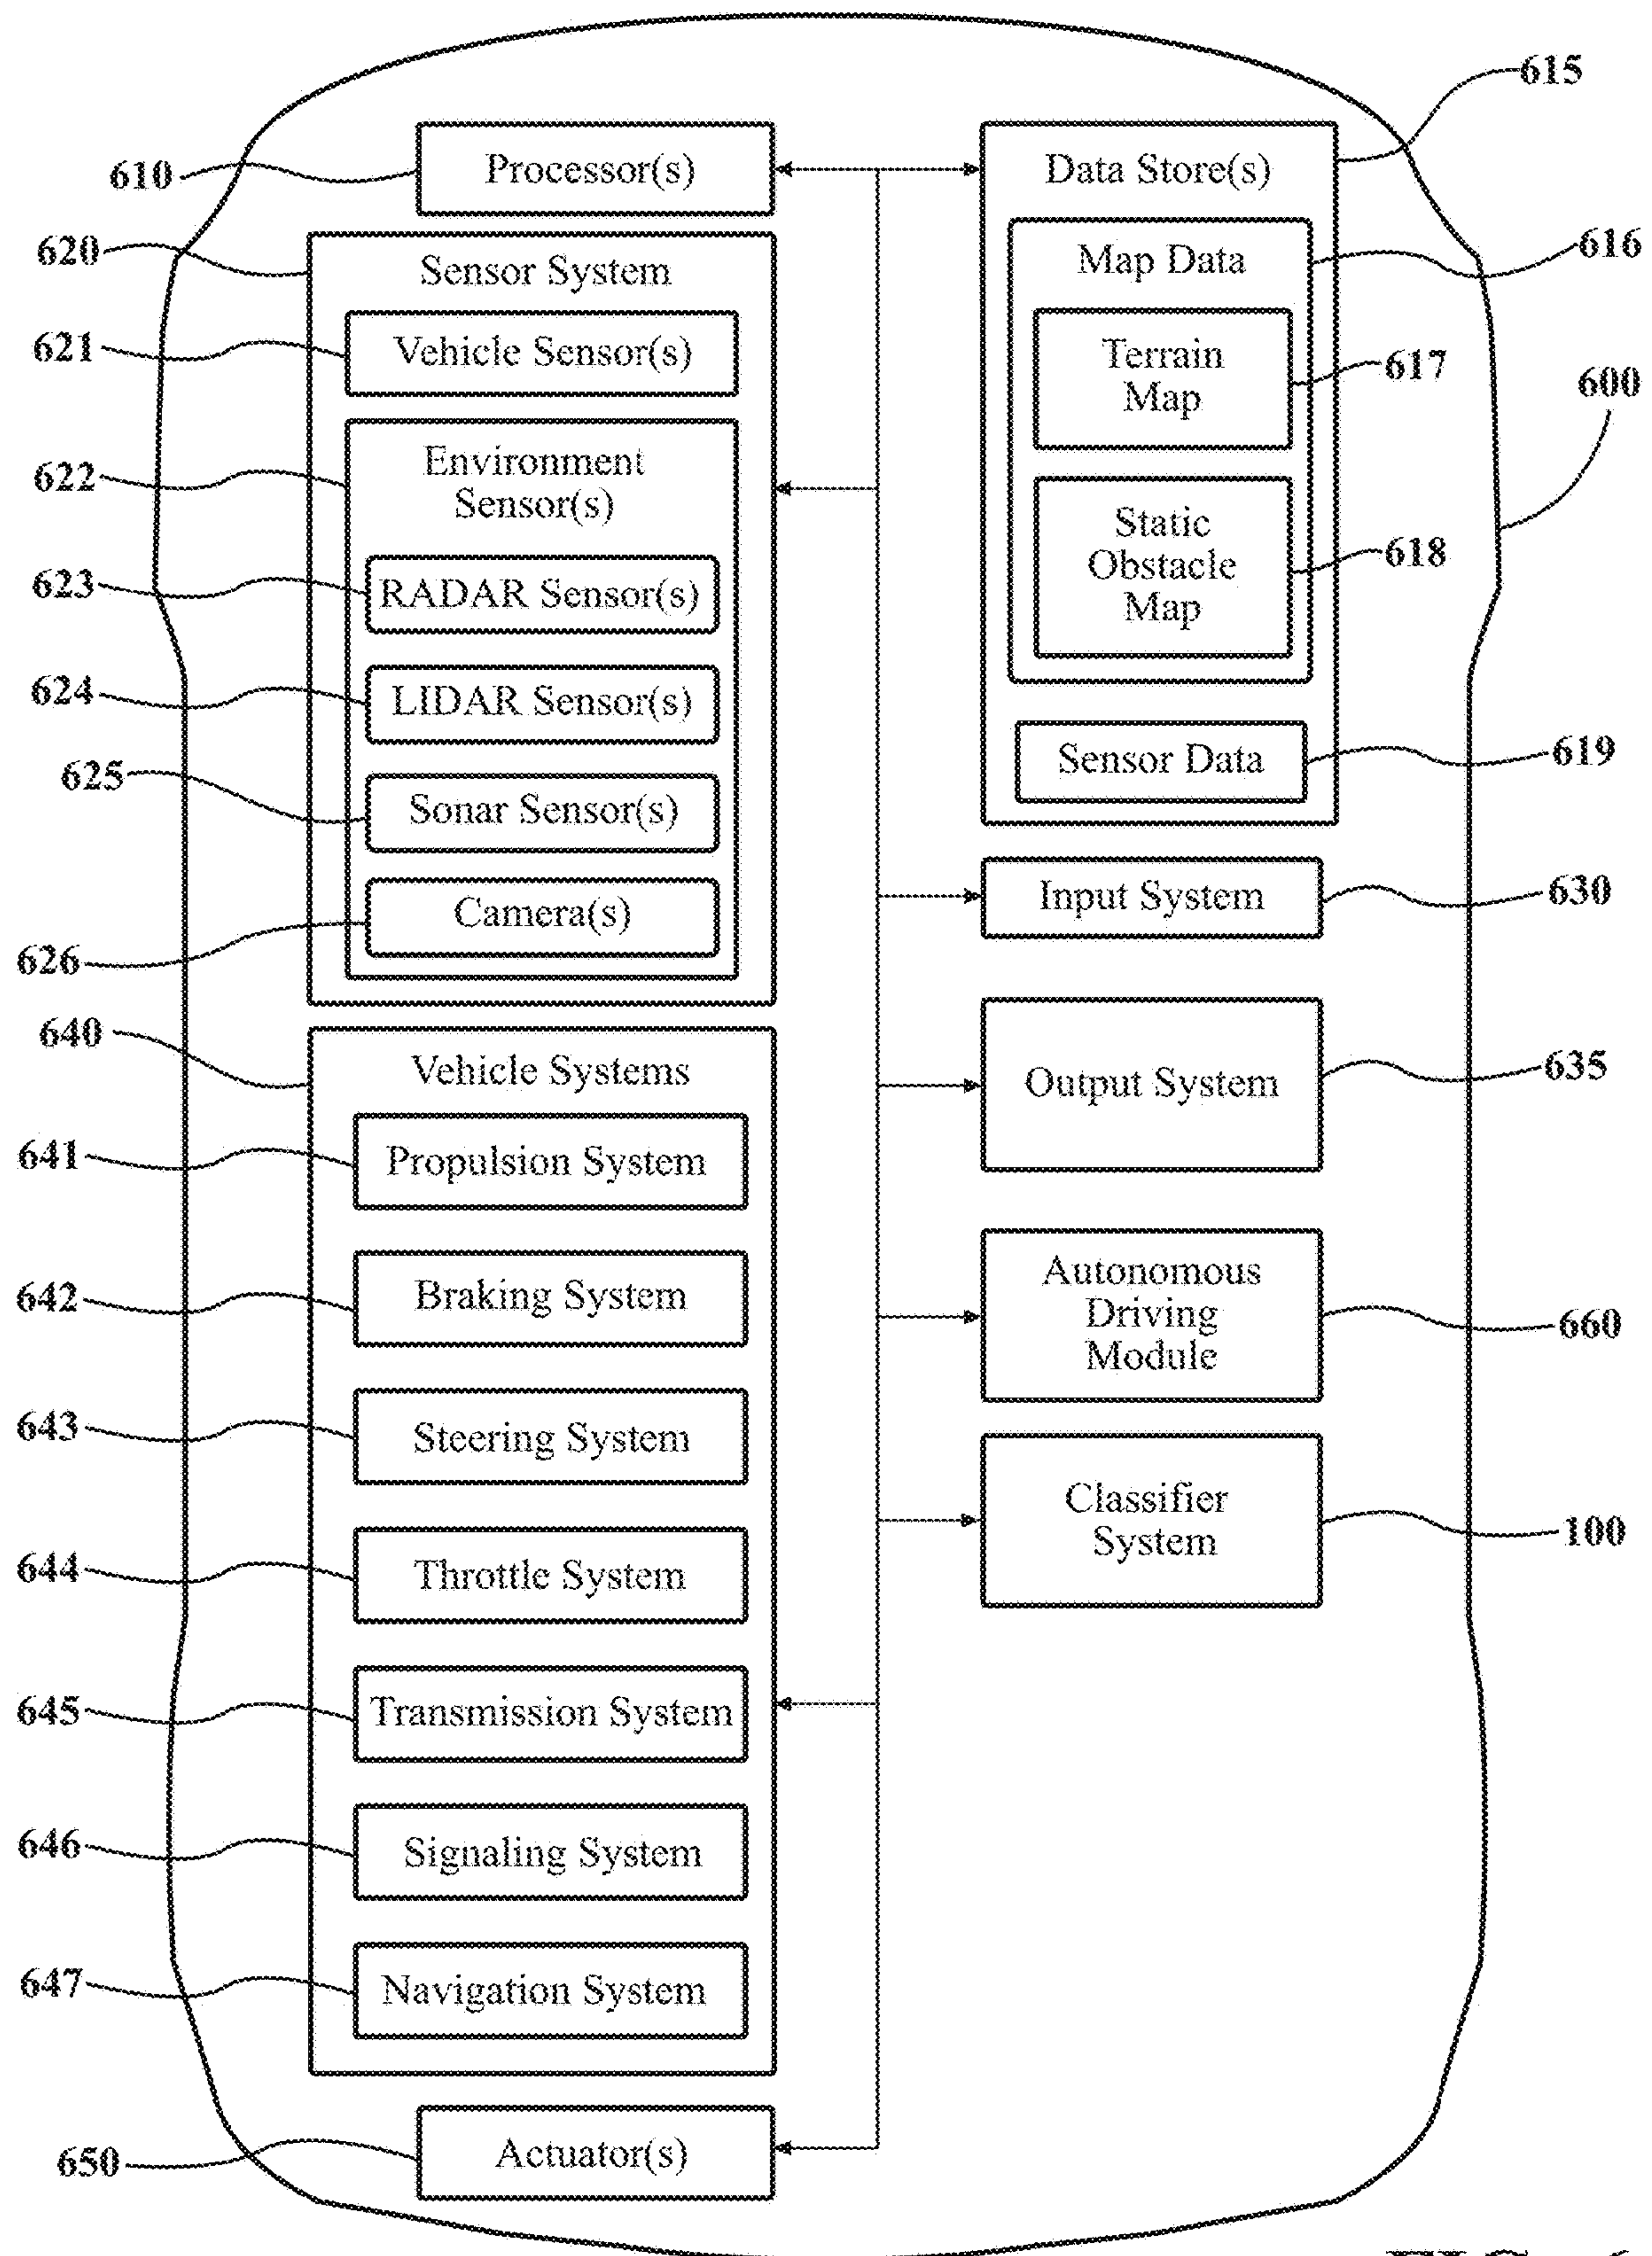 615
610
Processor(s)
Data Store(s)
620
Sensor System
Map Data
616
621
Vehicle Sensor(s)
Terrain
Map
617
600
622
Environment
Sensor(s)
Static
Obstacle
Map
618
623
RADAR Sensor(s)
624
LIDAR Sensor(s)
Sensor Data
619
625
Sonar Sensor(s)
626
Camera(s)
Input System
630
640
Vehicle Systems
Output System
635
641
Propulsion System
642
Braking System
Autonomous
Driving
Module
660
643
Steering System
Classifier
System
100
644
Throttle System
645
Transmission System
646
Signaling System
647
Navigation System
650
Actuator(s)